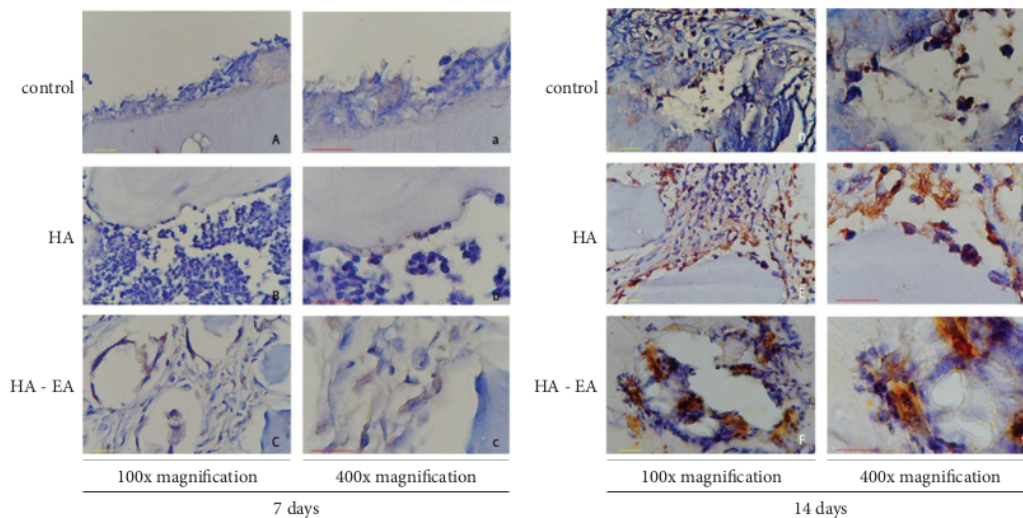 control
A
a
HA
B
b
HA - EA
C
c
100x magnification
400x magnification
7 days
control
D
d
HA
E
HA
HA - EA
F
100x magnification
400x magnification
14 days